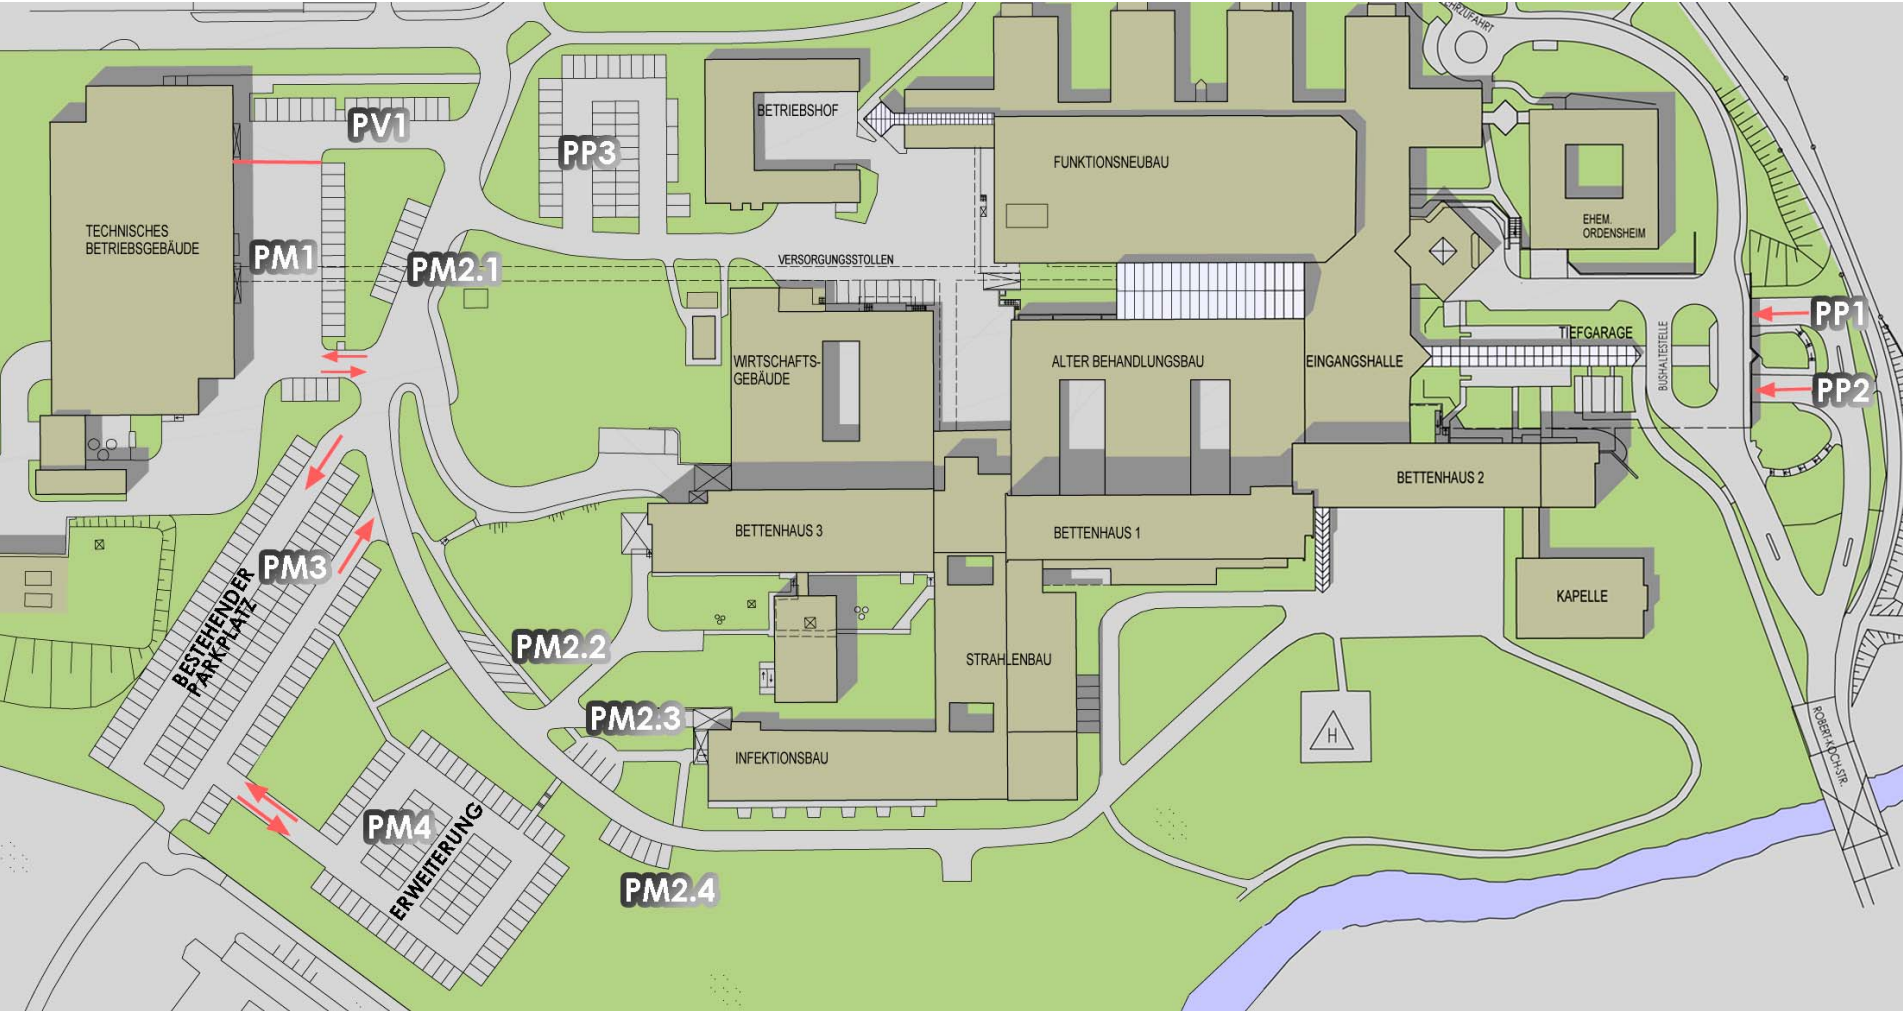 EHRZUFAHRT
PV1
PP3
BETRIEBSHOF
FUNKTIONSNEUBAU
TECHNISCHES
BETRIEBSGEBÄUDE
EHEM.
ORDENSHEIM
PM1
PM2.1
VERSORGUNGSSTOLLEN
PP1
TIEFGARAGE
BUSHALTESTELLE
WIRTSCHAFTS-
GEBÄUDE
ALTER BEHANDLUNGSBAU
EINGANGSHALLE
PP2
BETTENHAUS 2
BETTENHAUS 3
BETTENHAUS 1
PM3
BESTEHENDER
PARKPLATZ
KAPELLE
PM2.2
STRAHLENBAU
PM2.3
H
ROBERT-KOCH-STR.
INFEKTIONSBAU
PM4
ERWEITERUNG
PM2.4